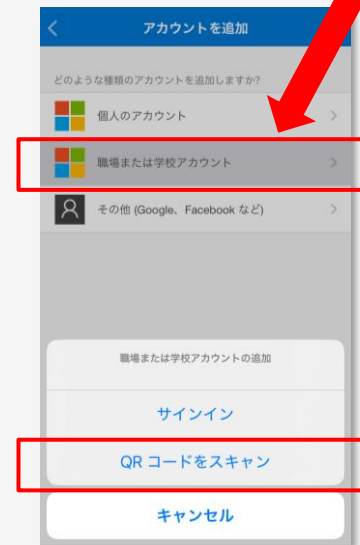 アカウントを追加
どのような種類のアカウントを追加しますか?
個人のアカウント
職場または学校アカウント
その他 (Google、Facebook など)
職場または学校アカウントの追加
サインイン
QR コードをスキャン
キャンセル